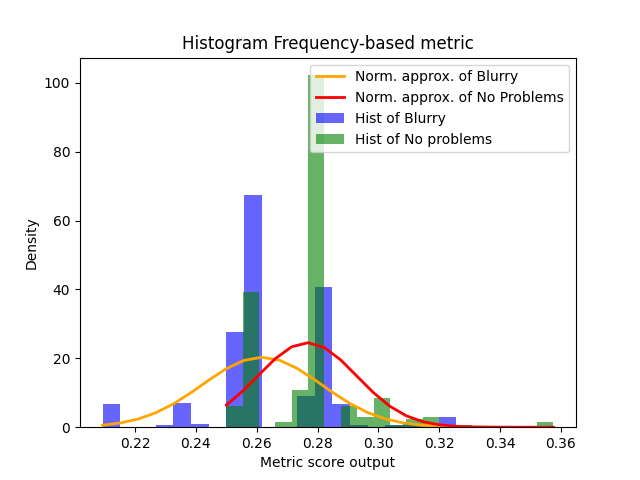 Histogram Frequency-based metric
Norm. approx. of Blurry
Norm. approx. of No Problems
Hist of Blurry
Hist of No problems
100
80
60
40
20
0
Density
0.22 0.24 0.26 0.28 0.30 0.32 0.34 0.36
Metric score output